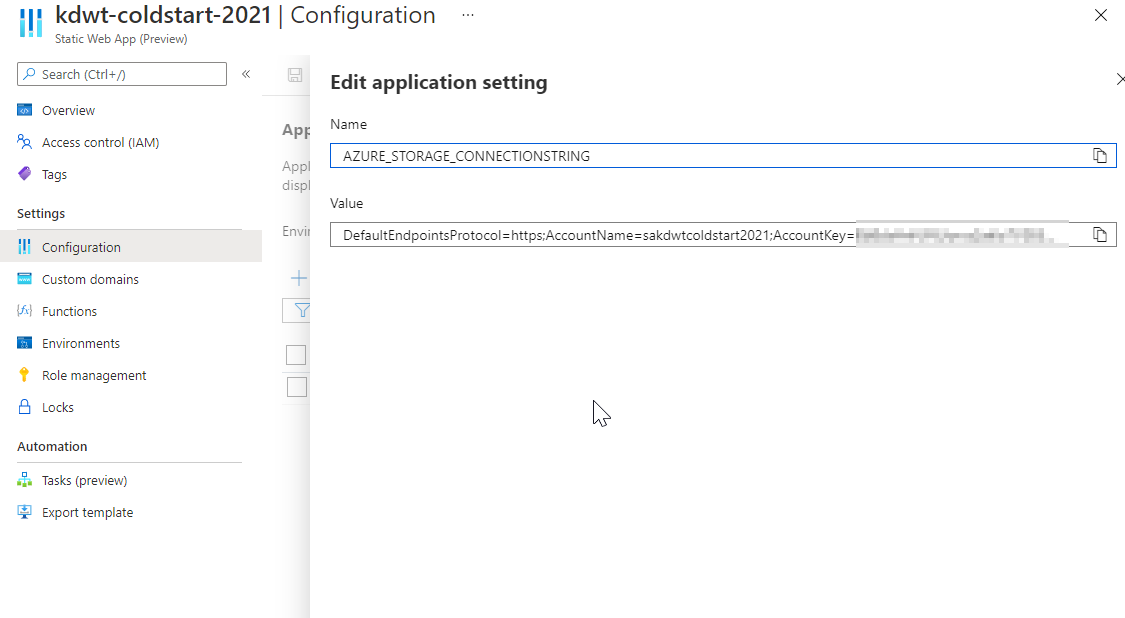 kdwt-coldstart-2021 | Configuration ...
Static Web App (Preview)
Search (Ctrl+/)
«
Overview
Access control (IAM)
Tags
Settings
Configuration
Custom domains
Functions
Environments
Role management
Locks
Automation
Tasks (preview)
Export template
App
Appl
displ
Envir
Edit application setting
Name
AZURE_STORAGE_CONNECTIONSTRING
Value
DefaultEndpointsProtocol=https;AccountName=sakdwtcoldstart2021;AccountKey=